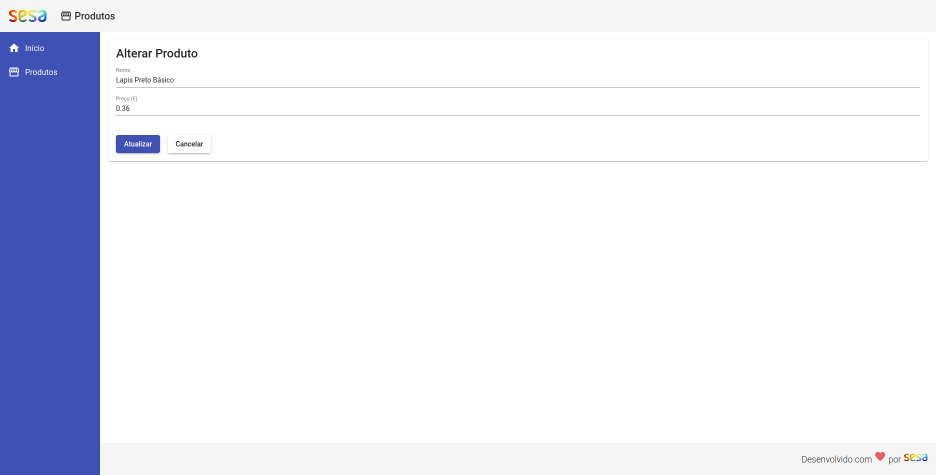 sesa Produtos
Início
Produtos
Alterar Produto
Nome
Lapis Preto Básico
Preço (€)
0.36
Atualizar Cancelar
Desenvolvido com por sesa